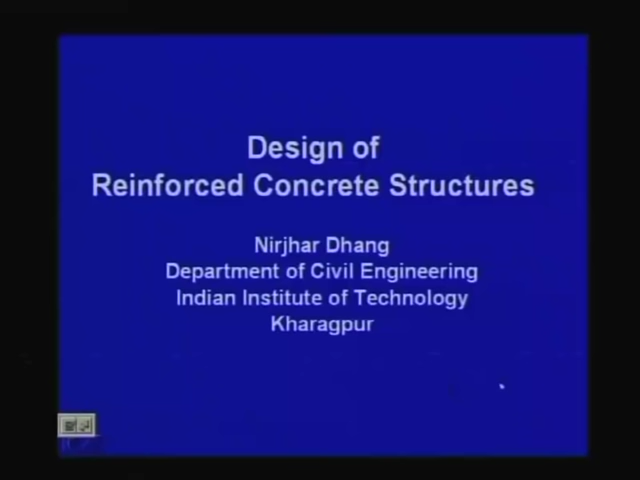 Design of
Reinforced Concrete Structures
Nirjhar Dhang
Department of Civil Engineering
Indian Institute of Technology
Kharagpur